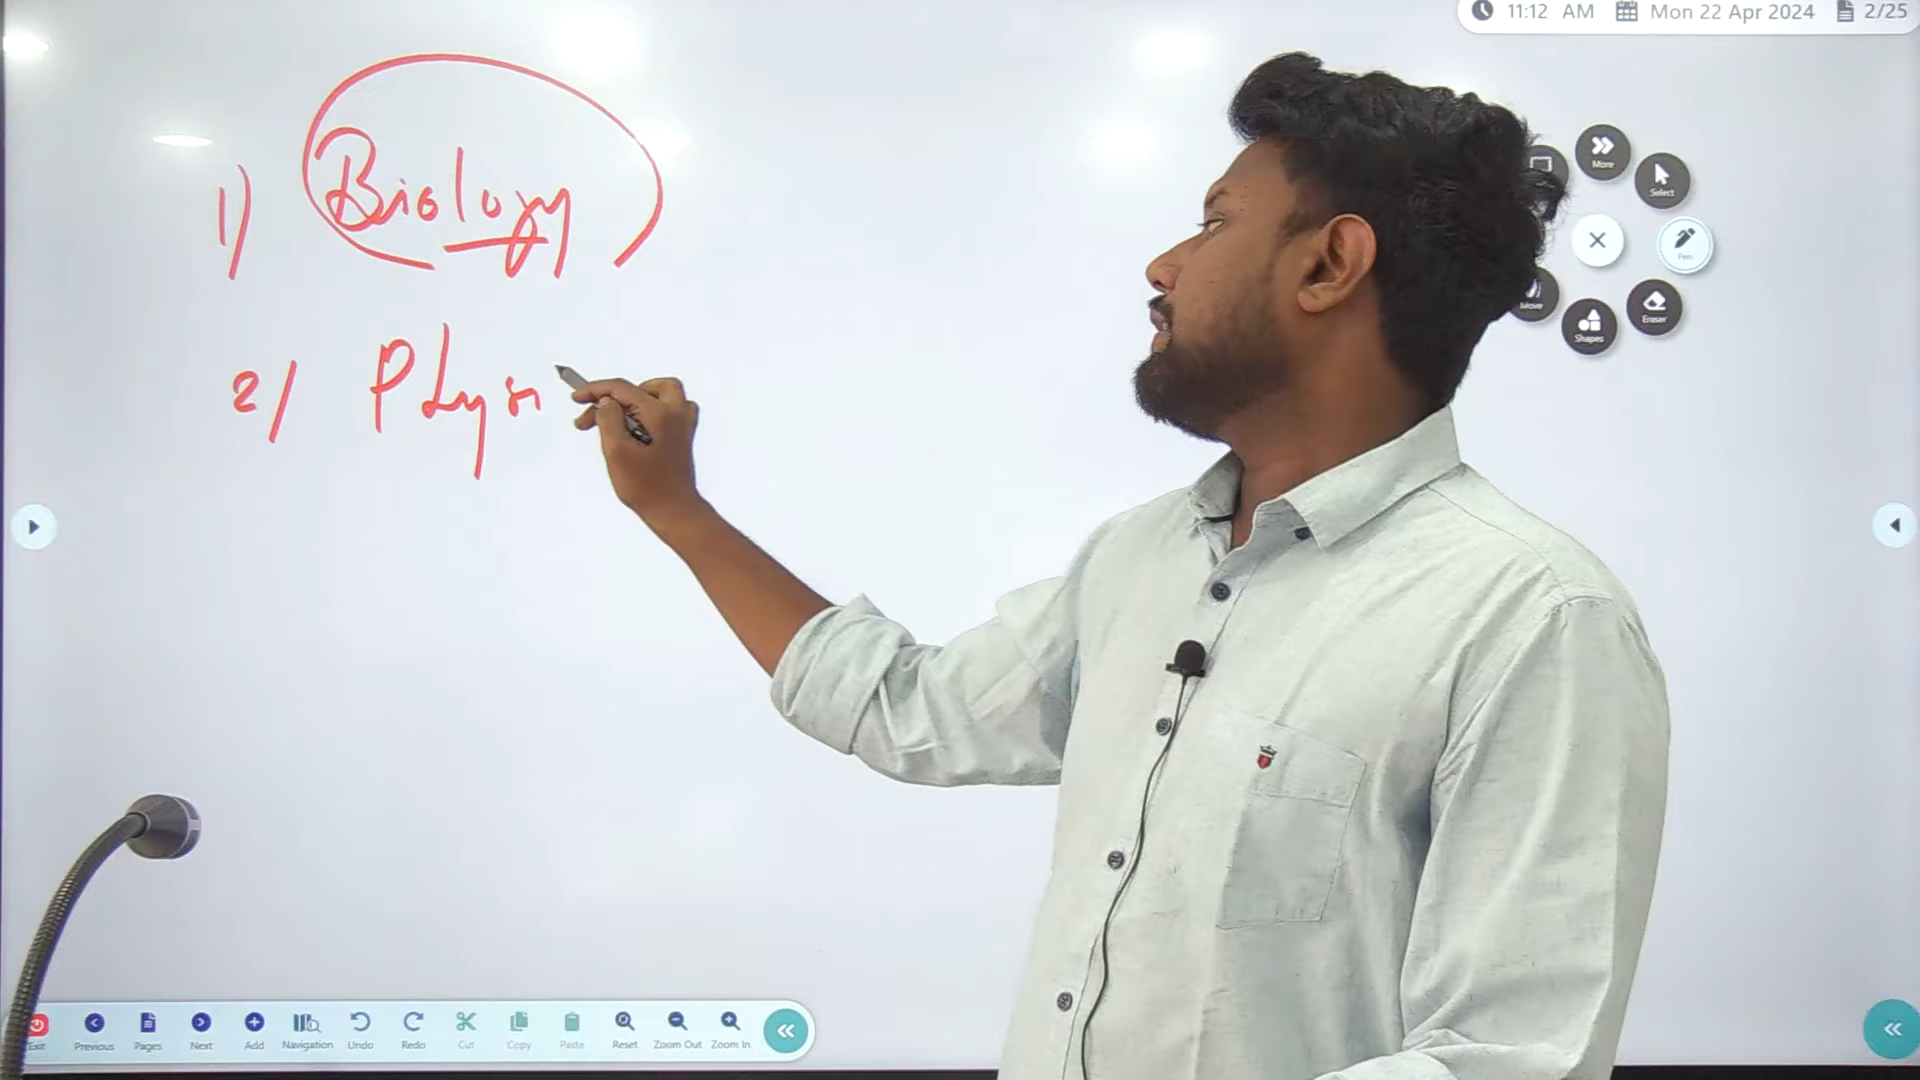 11:12 AM Mon 22 Apr 2024 2/25
1) Biology
2) Physi
More
Select
Pen
Move
Eraser
Shapes
Exit Previous Pages Next Add Navigation Undo Redo Cut Copy Paste Reset Zoom Out Zoom In